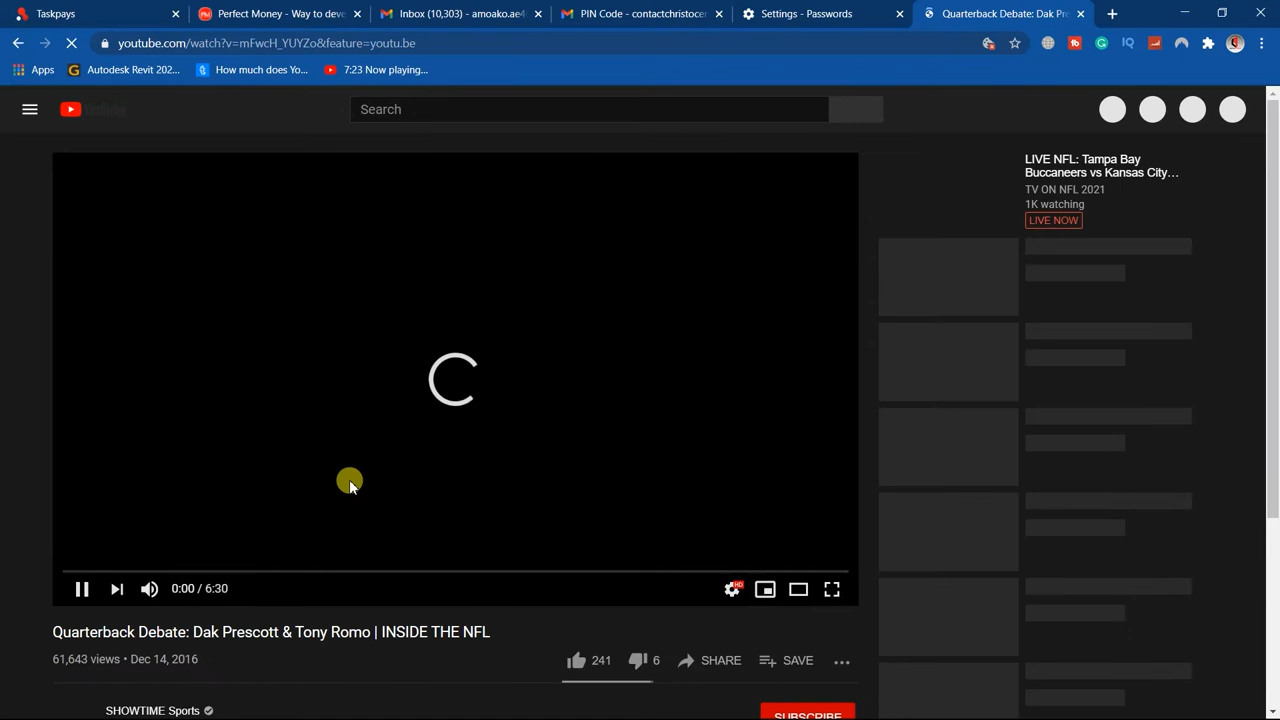 Taskpays
Perfect Money - Way to deve
Inbox (10,303) - amoako.ae4
PIN Code - contactchristocer
Settings - Passwords
Quarterback Debate: Dak Pre
youtube.com/watch?v=mFwcH_YUYZo&feature=youtu.be
Apps
Autodesk Revit 202...
How much does Yo...
7:23 Now playing...
Search
LIVE NFL: Tampa Bay
Buccaneers vs Kansas City...
TV ON NFL 2021
1K watching
LIVE NOW
0:00 / 6:30
HD
Quarterback Debate: Dak Prescott & Tony Romo | INSIDE THE NFL
61,643 views • Dec 14, 2016
241
6
SHARE
SAVE
SHOWTIME Sports
SUBSCRIBE